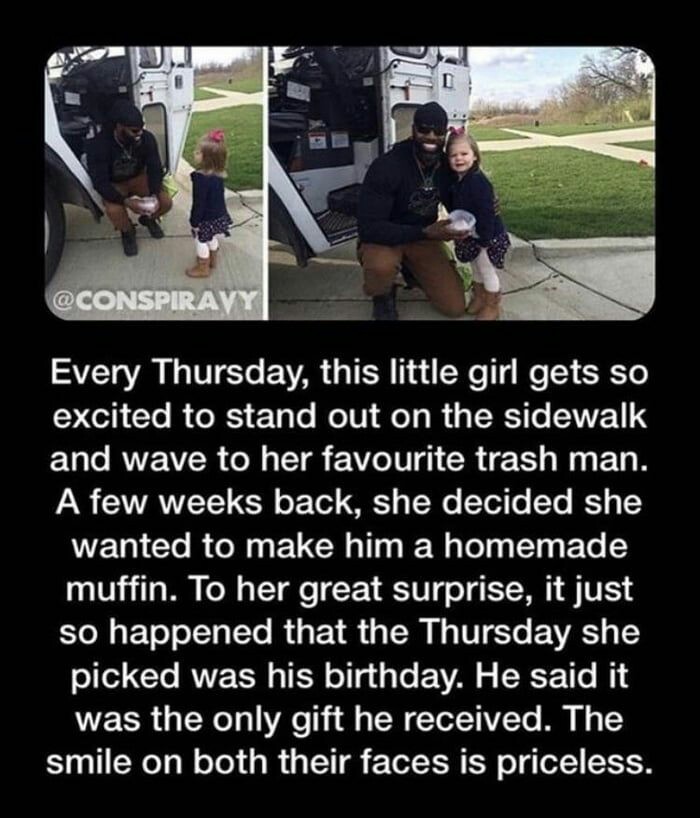 @CONSPIRAVY
Every Thursday, this little girl gets so
excited to stand out on the sidewalk
and wave to her favourite trash man.
A few weeks back, she decided she
wanted to make him a homemade
muffin. To her great surprise, it just
so happened that the Thursday she
picked was his birthday. He said it
was the only gift he received. The
smile on both their faces is priceless.